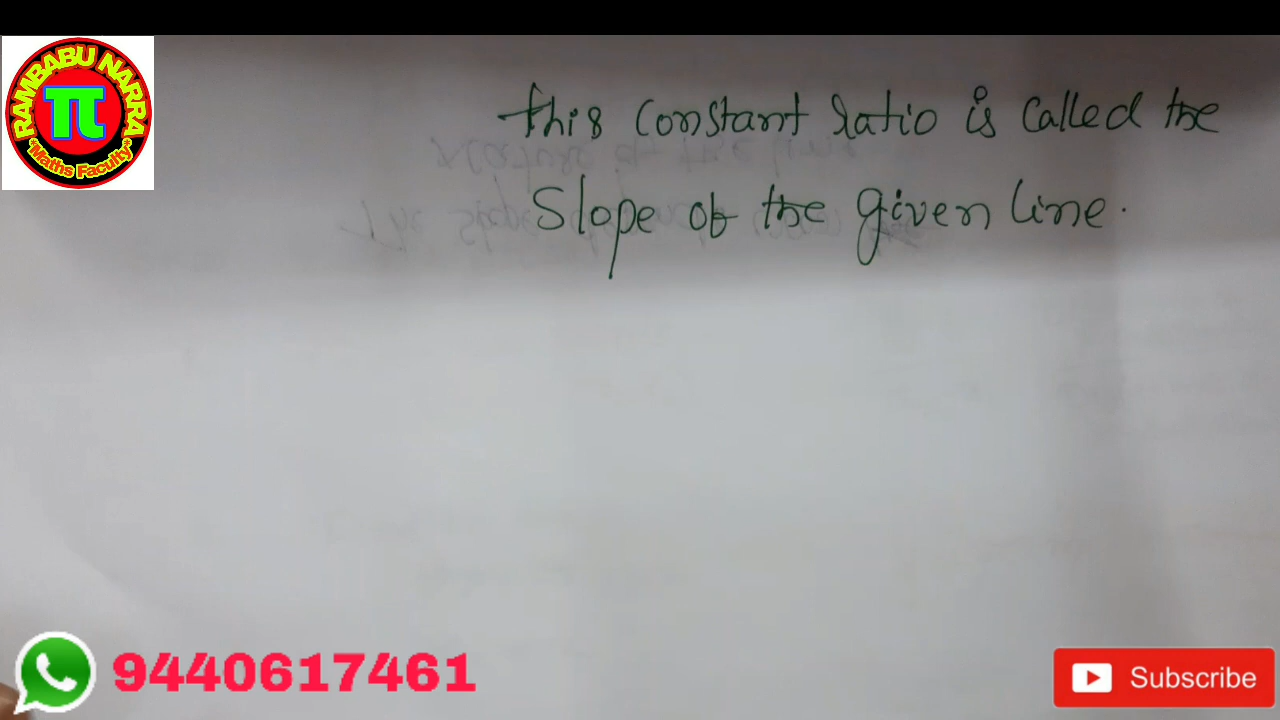 RAMBABU NARRA
π
"Maths Faculty"
This constant ratio is called the
Slope of the given line.
9440617461
Subscribe